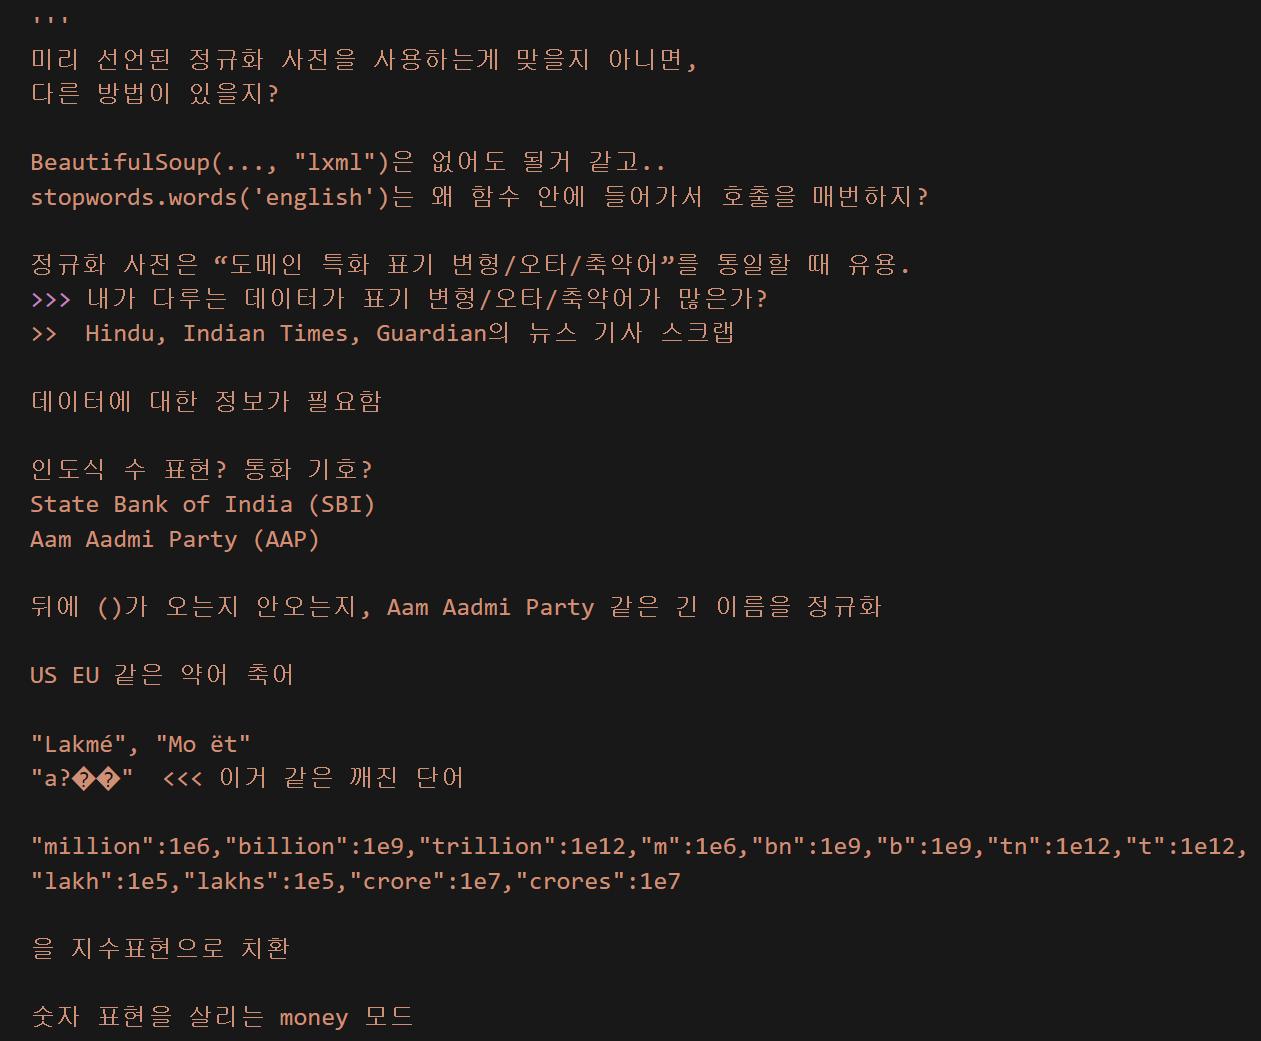 '''
미리 선언된 정규화 사전을 사용하는게 맞을지 아니면,
다른 방법이 있을지?
BeautifulSoup(..., "lxml")은 없어도 될거 같고..
stopwords.words('english')는 왜 함수 안에 들어가서 호출을 매번하지?
정규화 사전은 “도메인 특화 표기 변형/오타/축약어”를 통일할 때 유용.
>>> 내가 다루는 데이터가 표기 변형/오타/축약어가 많은가?
>>  Hindu, Indian Times, Guardian의 뉴스 기사 스크랩
데이터에 대한 정보가 필요함
인도식 수 표현? 통화 기호?
State Bank of India (SBI)
Aam Aadmi Party (AAP)
뒤에 ()가 오는지 안오는지, Aam Aadmi Party 같은 긴 이름을 정규화
US EU 같은 약어 축어
"Lakmé", "Mo ët"
"a?��"  <<< 이거 같은 깨진 단어
"million":1e6,"billion":1e9,"trillion":1e12,"m":1e6,"bn":1e9,"b":1e9,"tn":1e12,"t":1e12,
"lakh":1e5,"lakhs":1e5,"crore":1e7,"crores":1e7
을 지수표현으로 치환
숫자 표현을 살리는 money 모드